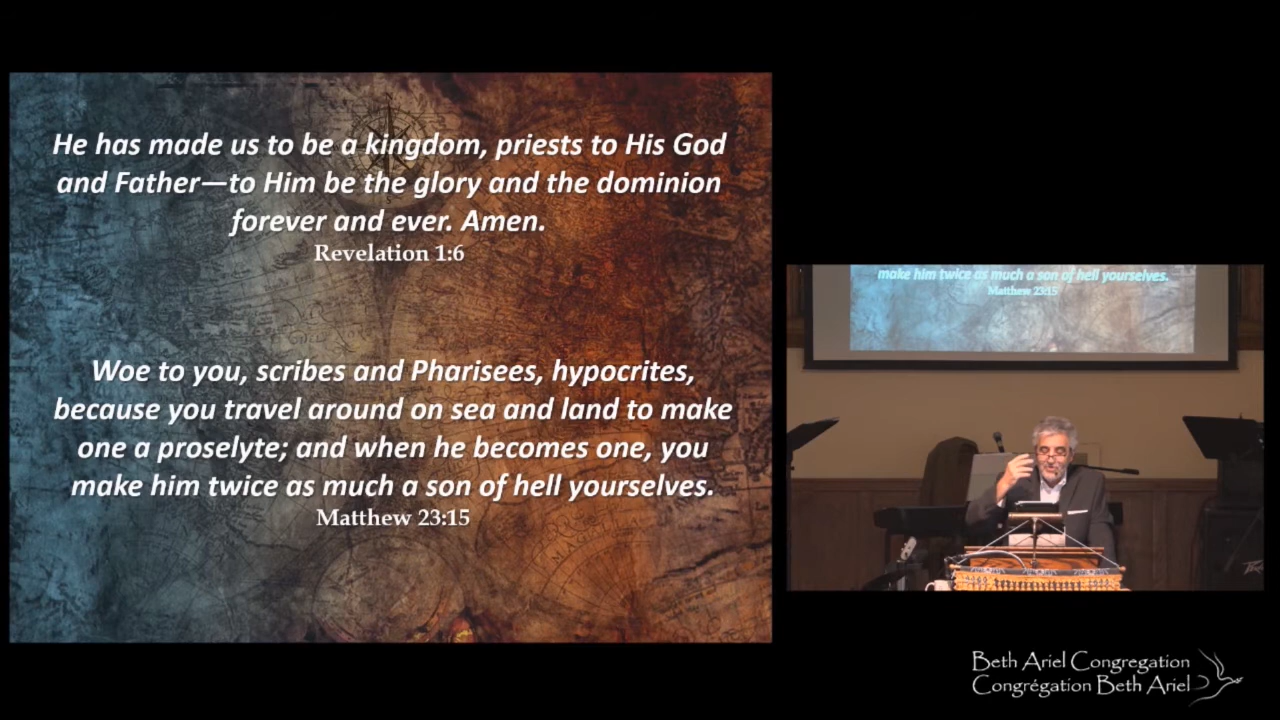 He has made us to be a kingdom, priests to His God
and Father—to Him be the glory and the dominion
forever and ever. Amen.
Revelation 1:6
Woe to you, scribes and Pharisees, hypocrites,
because you travel around on sea and land to make
one a proselyte; and when he becomes one, you
make him twice as much a son of hell yourselves.
Matthew 23:15
make him twice as much a son of hell yourselves.
Matthew 23:15
Beth Ariel Congregation
Congrégation Beth Ariel